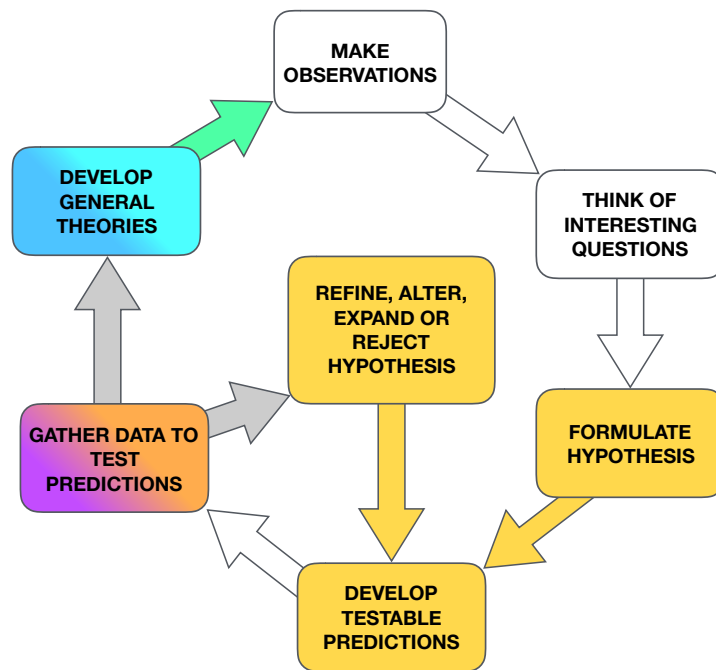 MAKE
OBSERVATIONS
THINK OF
INTERESTING
QUESTIONS
FORMULATE
HYPOTHESIS
DEVELOP
TESTABLE
PREDICTIONS
GATHER DATA TO
TEST
PREDICTIONS
REFINE, ALTER,
EXPAND OR
REJECT
HYPOTHESIS
DEVELOP
GENERAL
THEORIES